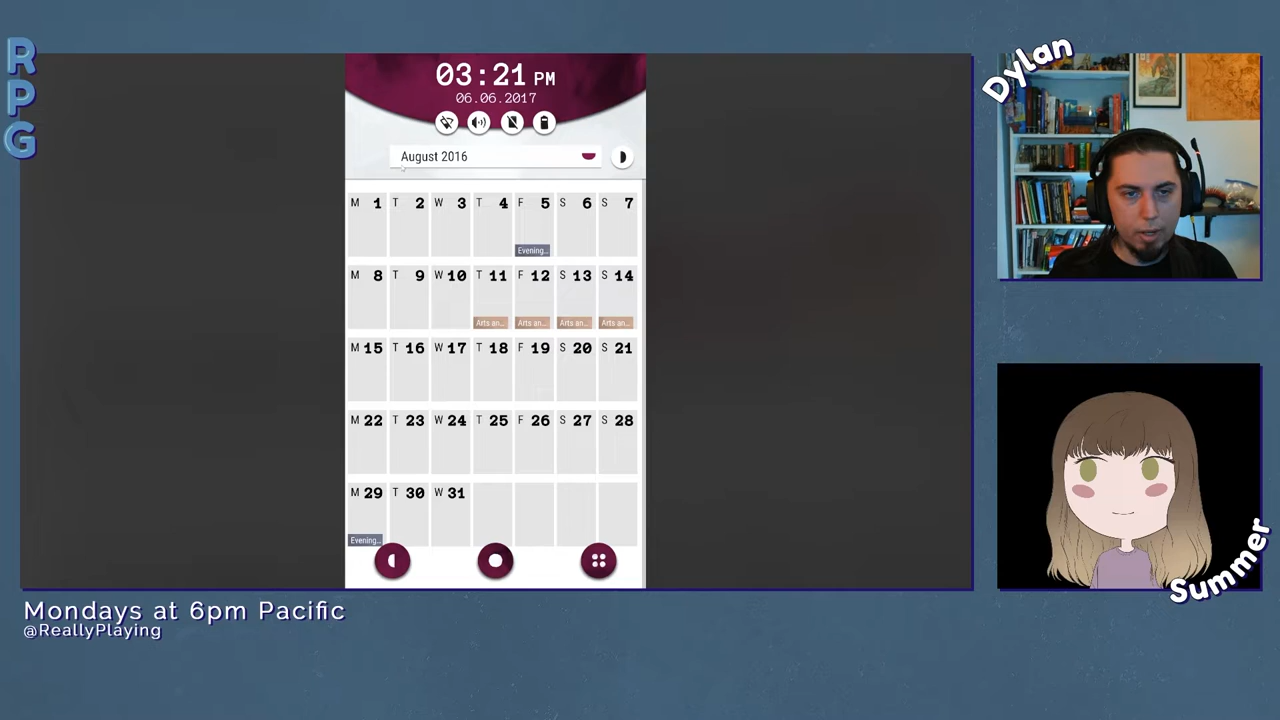 RPG
03:21 PM
06.06.2017
August 2016
M 1 T 2 W 3 T 4 F 5 S 6 S 7
Evening...
M 8 T 9 W 10 T 11 F 12 S 13 S 14
Arts an... Arts an... Arts an... Arts an...
M 15 T 16 W 17 T 18 F 19 S 20 S 21
M 22 T 23 W 24 T 25 F 26 S 27 S 28
M 29 T 30 W 31
Evening...
Dylan
Summer
Mondays at 6pm Pacific
@ReallyPlaying